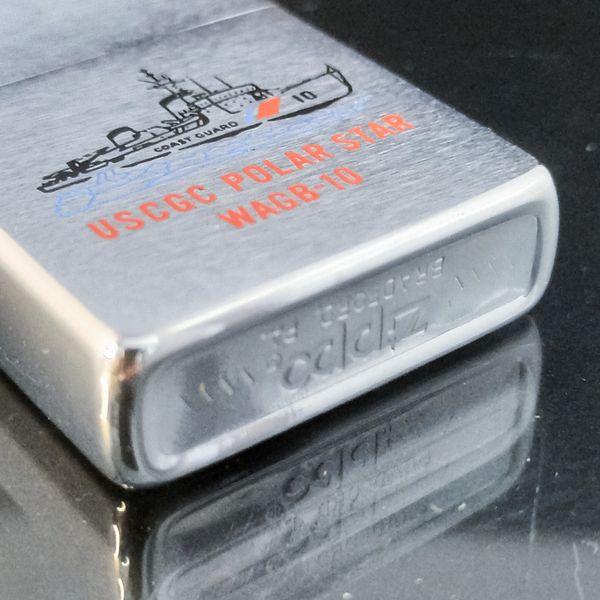 10
COAST GUARD
USCGC POLAR STAR
WAGB-10
BRADFORD, PA.
Zippo
\\\\\ ® \\\\\